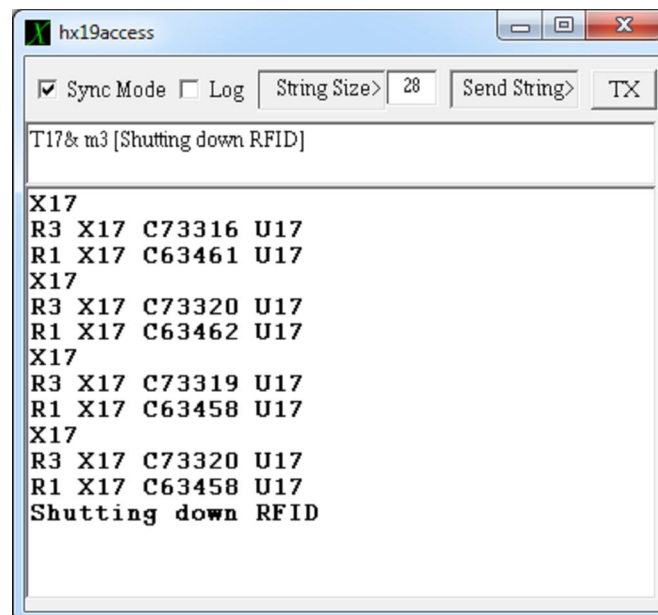 hx19access
Sync Mode Log String Size> 28 Send String> TX
T17& m3 [Shutting down RFID]
X17
R3 X17 C73316 U17
R1 X17 C63461 U17
X17
R3 X17 C73320 U17
R1 X17 C63462 U17
X17
R3 X17 C73319 U17
R1 X17 C63458 U17
X17
R3 X17 C73320 U17
R1 X17 C63458 U17
Shutting down RFID